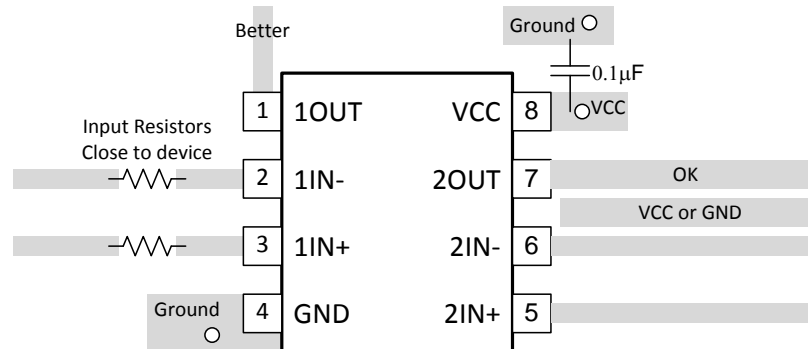 Better
Ground
0.1µF
1 1OUT VCC 8 VCC
Input Resistors
Close to device
2 1IN- 2OUT 7 OK
VCC or GND
3 1IN+ 2IN- 6
Ground 4 GND 2IN+ 5